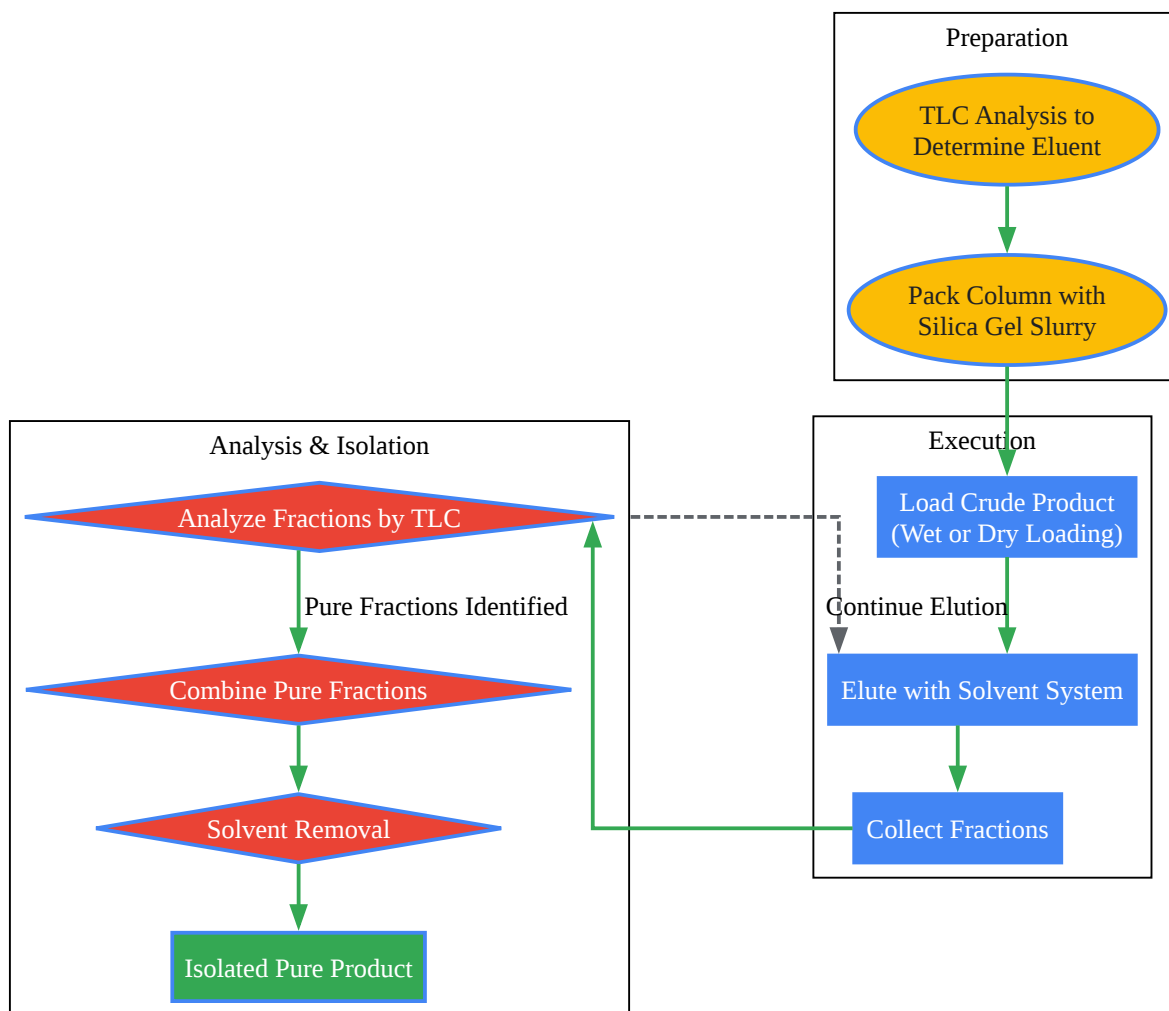 Preparation
TLC Analysis to
Determine Eluent
Pack Column with
Silica Gel Slurry
Execution
Load Crude Product
(Wet or Dry Loading)
Continue Elution
Elute with Solvent System
Collect Fractions
Analysis & Isolation
Analyze Fractions by TLC
Pure Fractions Identified
Combine Pure Fractions
Solvent Removal
Isolated Pure Product